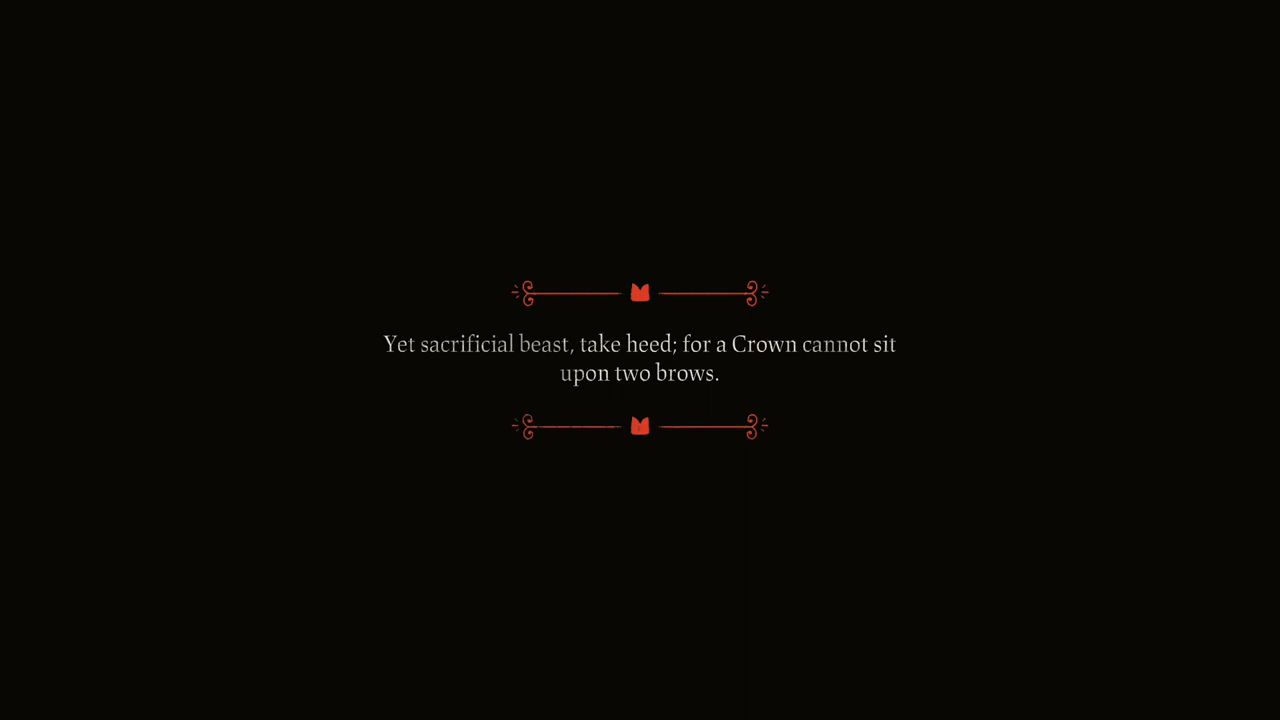 Yet sacrificial beast, take heed; for a Crown cannot sit
upon two brows.